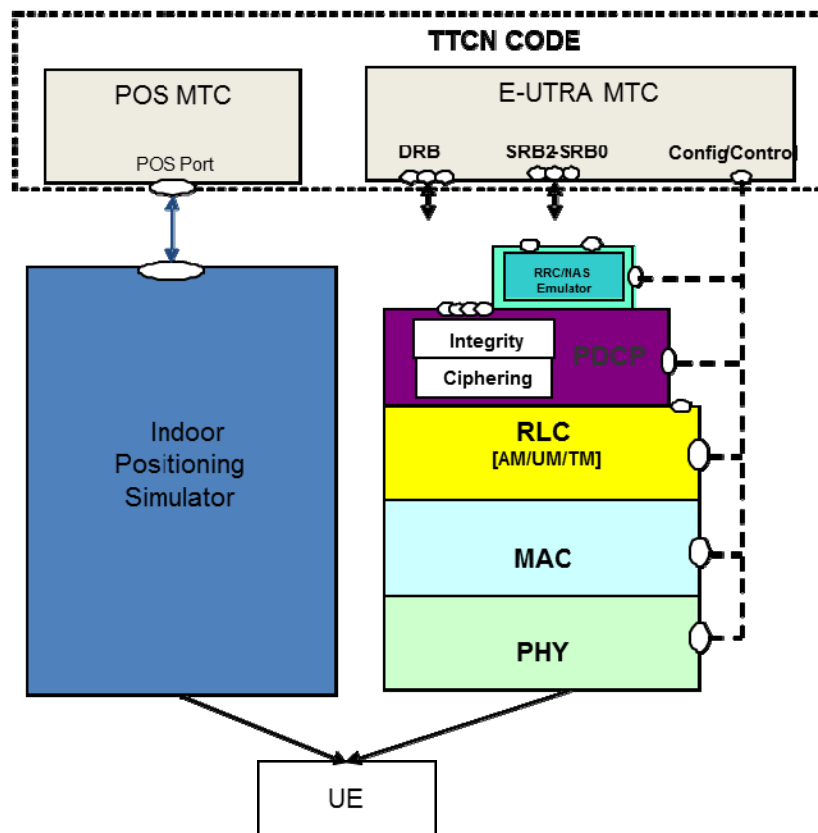 TTCN CODE
POS MTC
E-UTRA MTC
POS Port
DRB
SRB2-SRB0
Config/Control
RRC/NAS
Emulator
Integrity
Ciphering
PDCP
Indoor
Positioning
Simulator
RLC
[AM/UM/TM]
MAC
PHY
UE